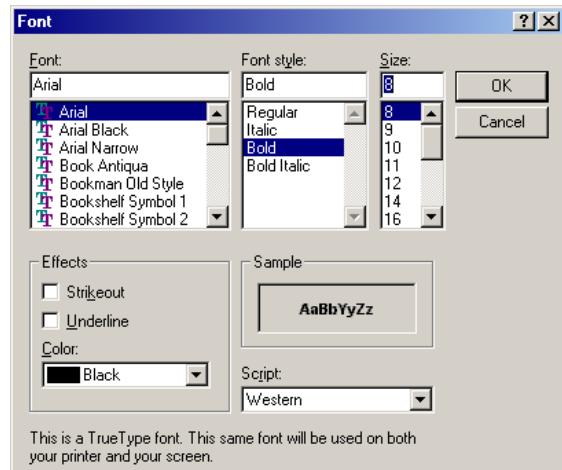 Font
Font:
Font style:
Size:
Arial
Bold
8
OK
Cancel
Arial
Arial Black
Arial Narrow
Book Antiqua
Bookman Old Style
Bookshelf Symbol 1
Bookshelf Symbol 2
Regular
Italic
Bold
Bold Italic
8
9
10
11
12
14
16
Effects
Strikeout
Underline
Color:
Black
Sample
AaBbYyZz
Script:
Western
This is a TrueType font. This same font will be used on both
your printer and your screen.